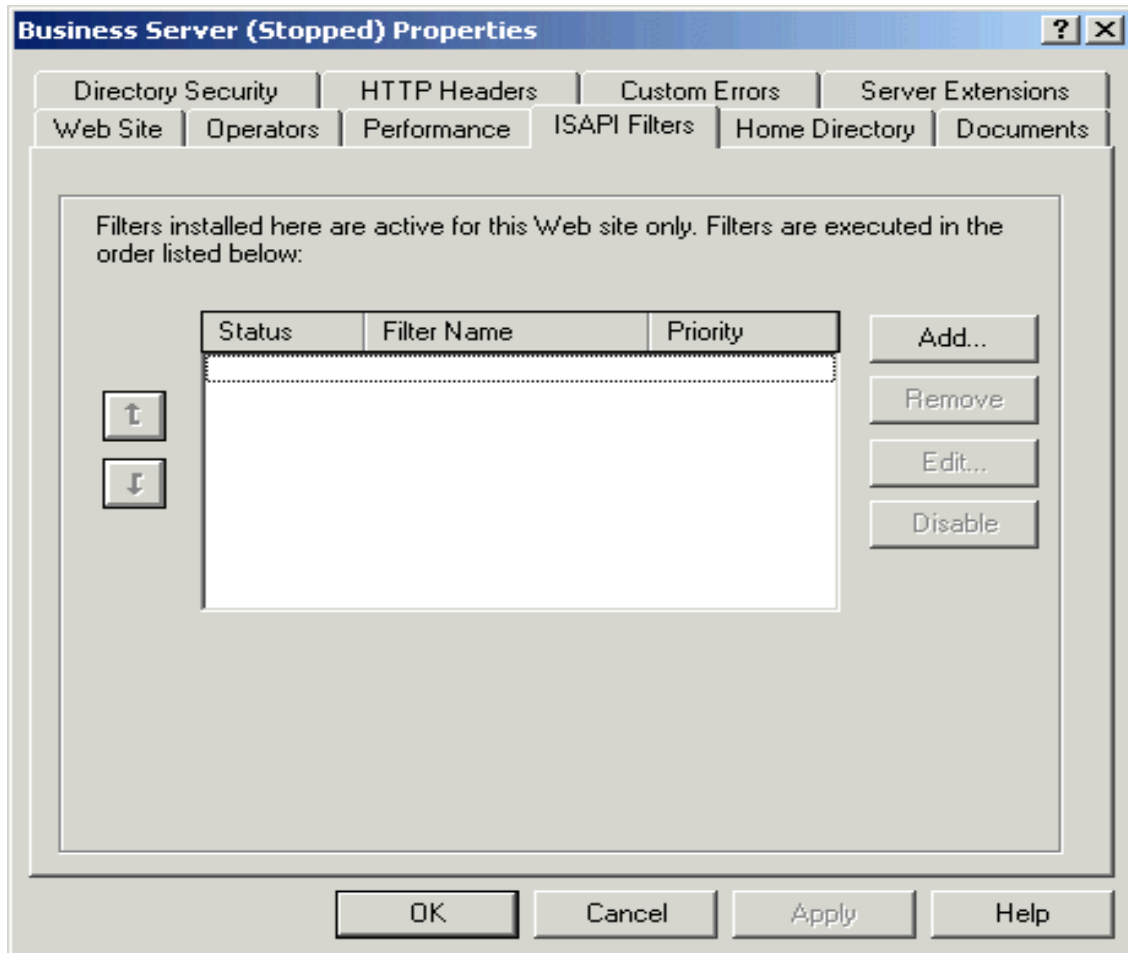 Business Server (Stopped) Properties
Directory Security HTTP Headers Custom Errors Server Extensions
Web Site Operators Performance ISAPI Filters Home Directory Documents
Filters installed here are active for this Web site only. Filters are executed in the
order listed below:
Status Filter Name Priority
Add...
Remove
Edit...
Disable
OK Cancel Apply Help